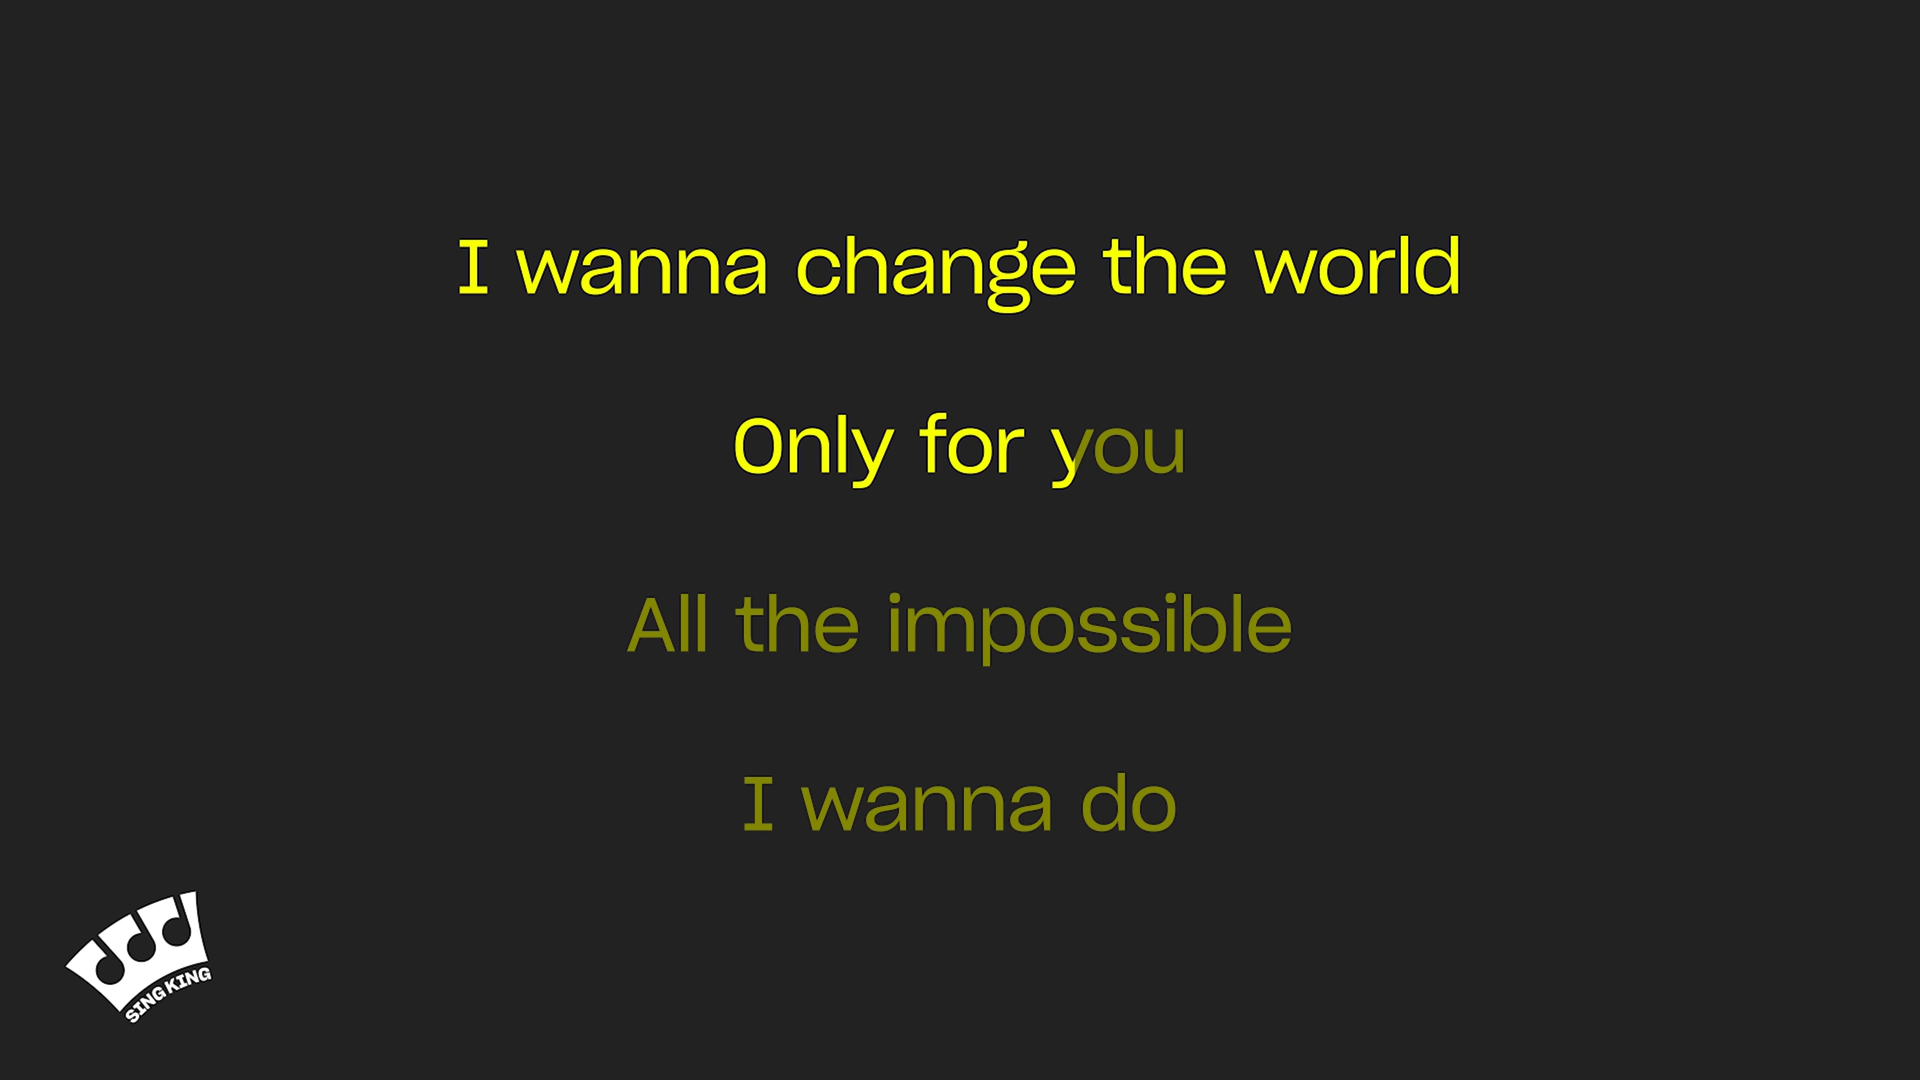 I wanna change the world
Only for you
All the impossible
I wanna do
SING KING